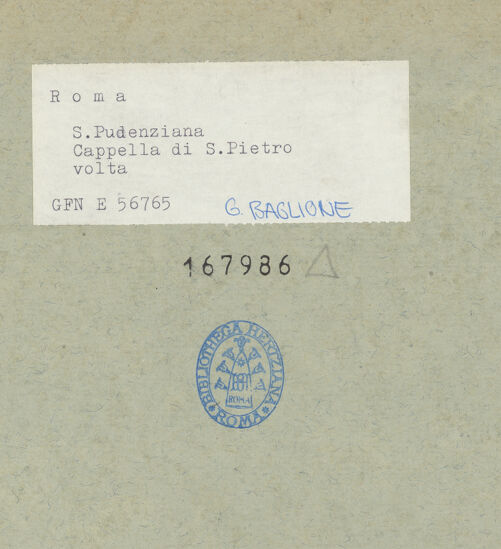 R o m a
S.Pudenziana
Cappella di S.Pietro
volta
GFN E 56765 G. BAGLIONE
167986
BIBLIOTHECA HERTZIANA
ROMA
ROMA